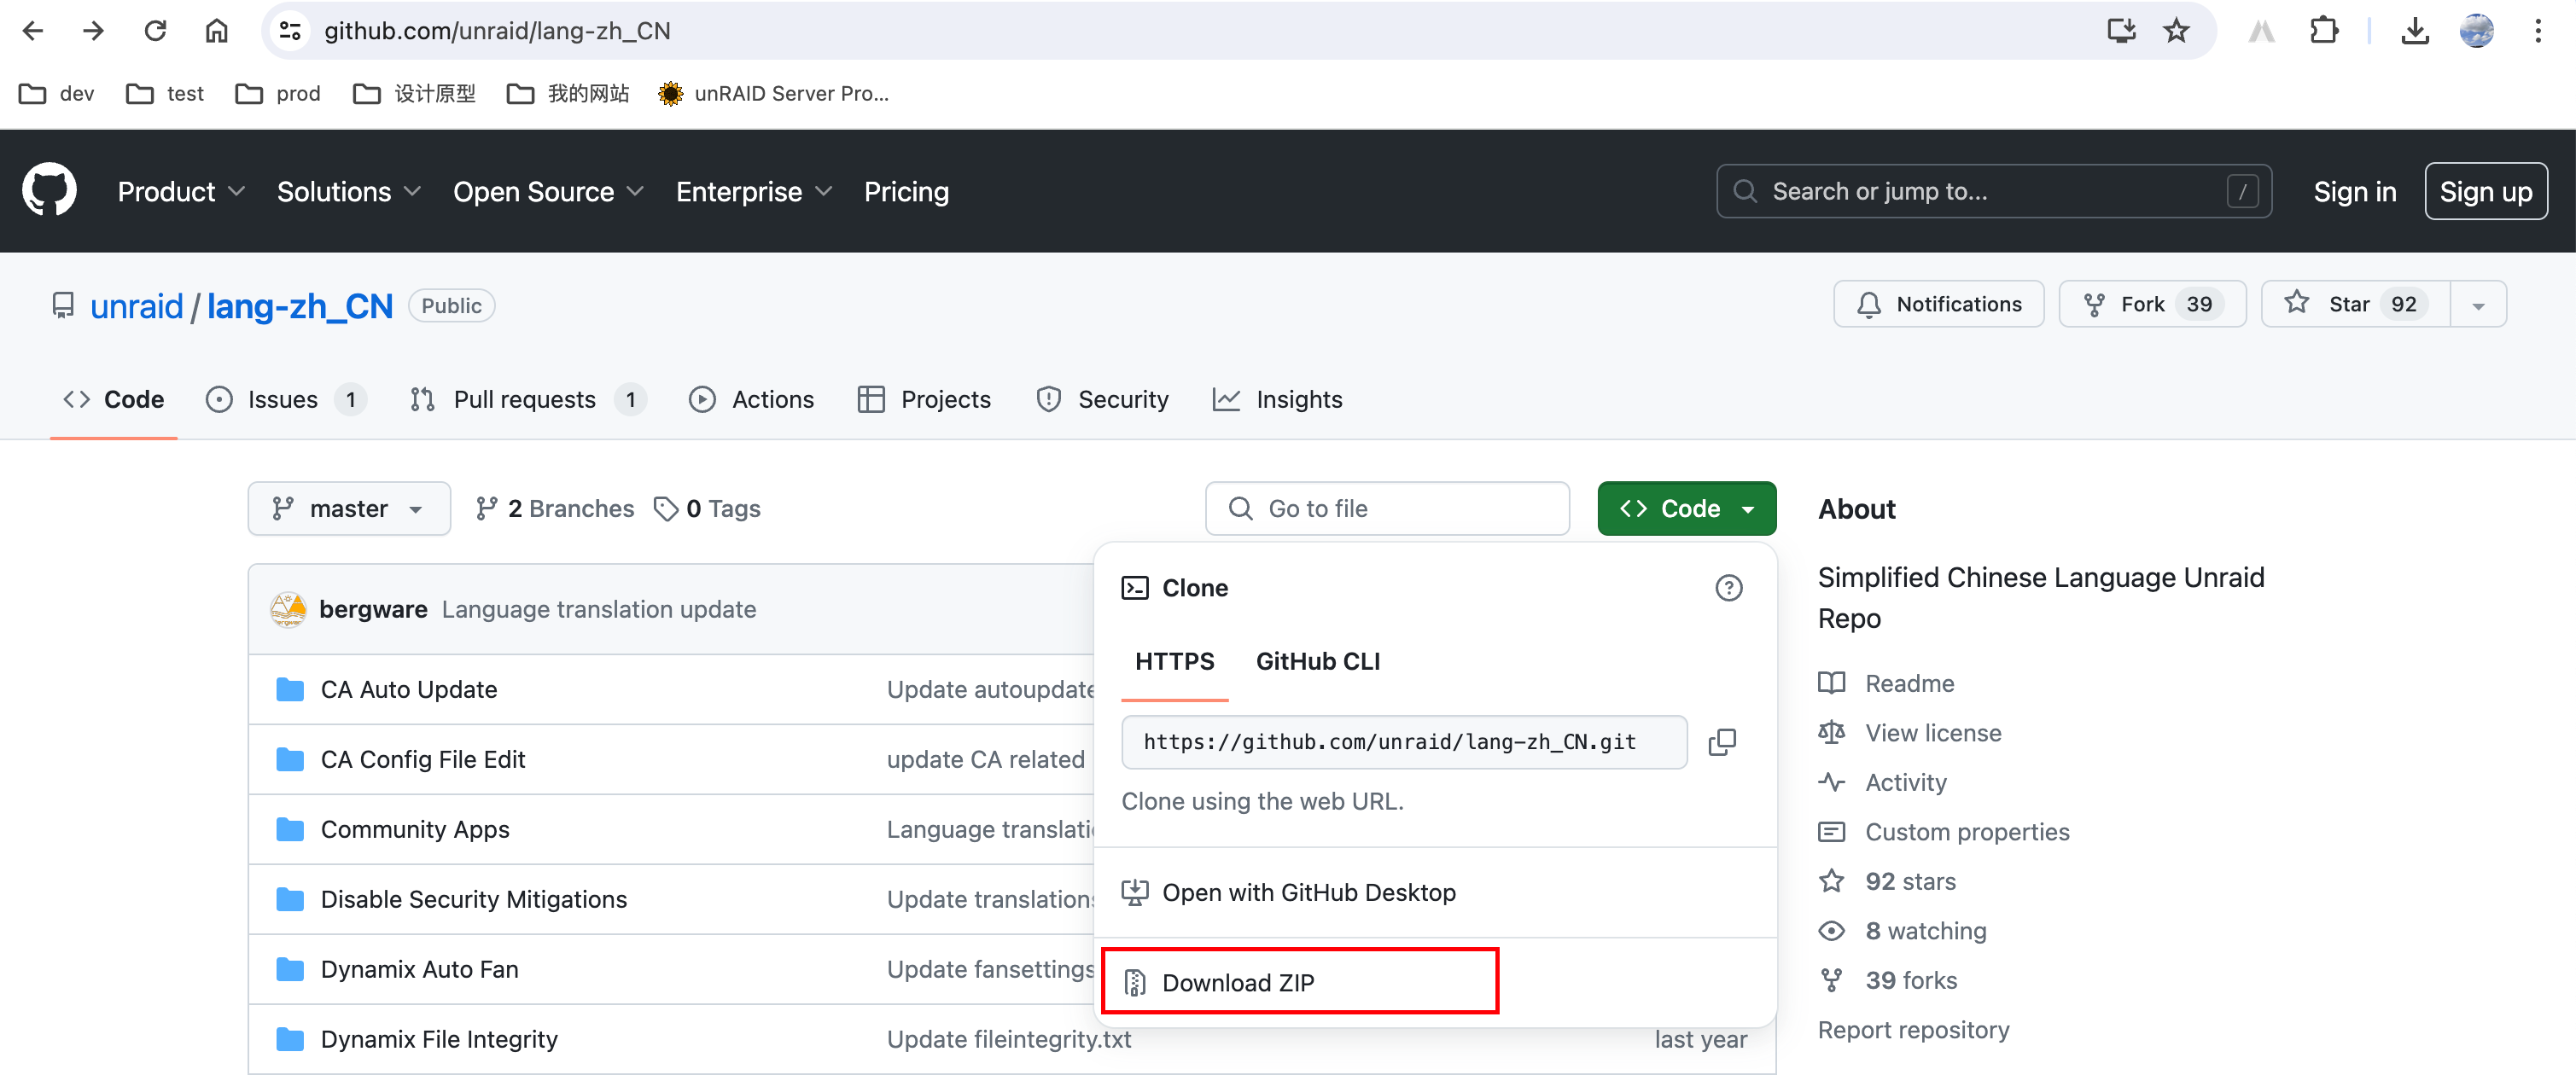 github.com/unraid/lang-zh_CN
dev test prod 设计原型 我的网站 unRAID Server Pro...
Product Solutions Open Source Enterprise Pricing Search or jump to... / Sign in Sign up
unraid / lang-zh_CN Public Notifications Fork 39 Star 92
Code Issues 1 Pull requests 1 Actions Projects Security Insights
master 2 Branches 0 Tags Go to file Code
bergware Language translation update
CA Auto Update Update autoupdate
CA Config File Edit update CA related
Community Apps Language translati
Disable Security Mitigations Update translations
Dynamix Auto Fan Update fansettings
Dynamix File Integrity Update fileintegrity.txt last year
Clone
HTTPS GitHub CLI
https://github.com/unraid/lang-zh_CN.git
Clone using the web URL.
Open with GitHub Desktop
Download ZIP
About
Simplified Chinese Language Unraid
Repo
Readme
View license
Activity
Custom properties
92 stars
8 watching
39 forks
Report repository